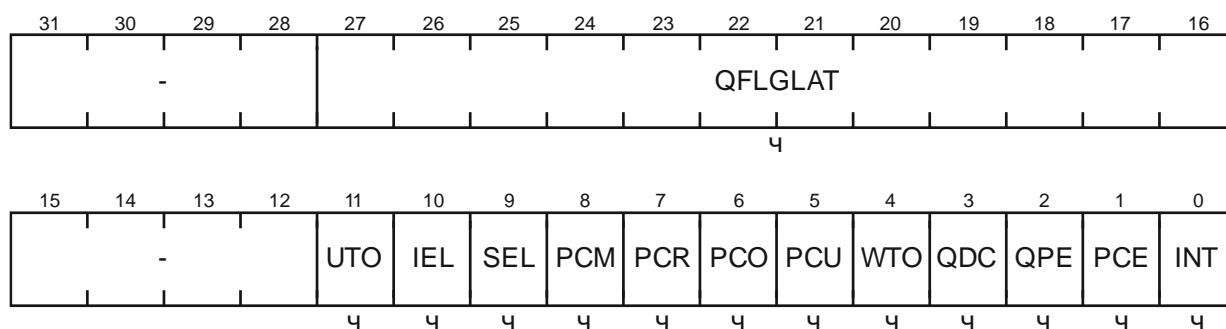 31 30 29 28 27 26 25 24 23 22 21 20 19 18 17 16
- QFLGLAT
ч
15 14 13 12 11 10 9 8 7 6 5 4 3 2 1 0
- UTO IEL SEL PCM PCR PCO PCU WTO QDC QPE PCE INT
ч ч ч ч ч ч ч ч ч ч ч ч